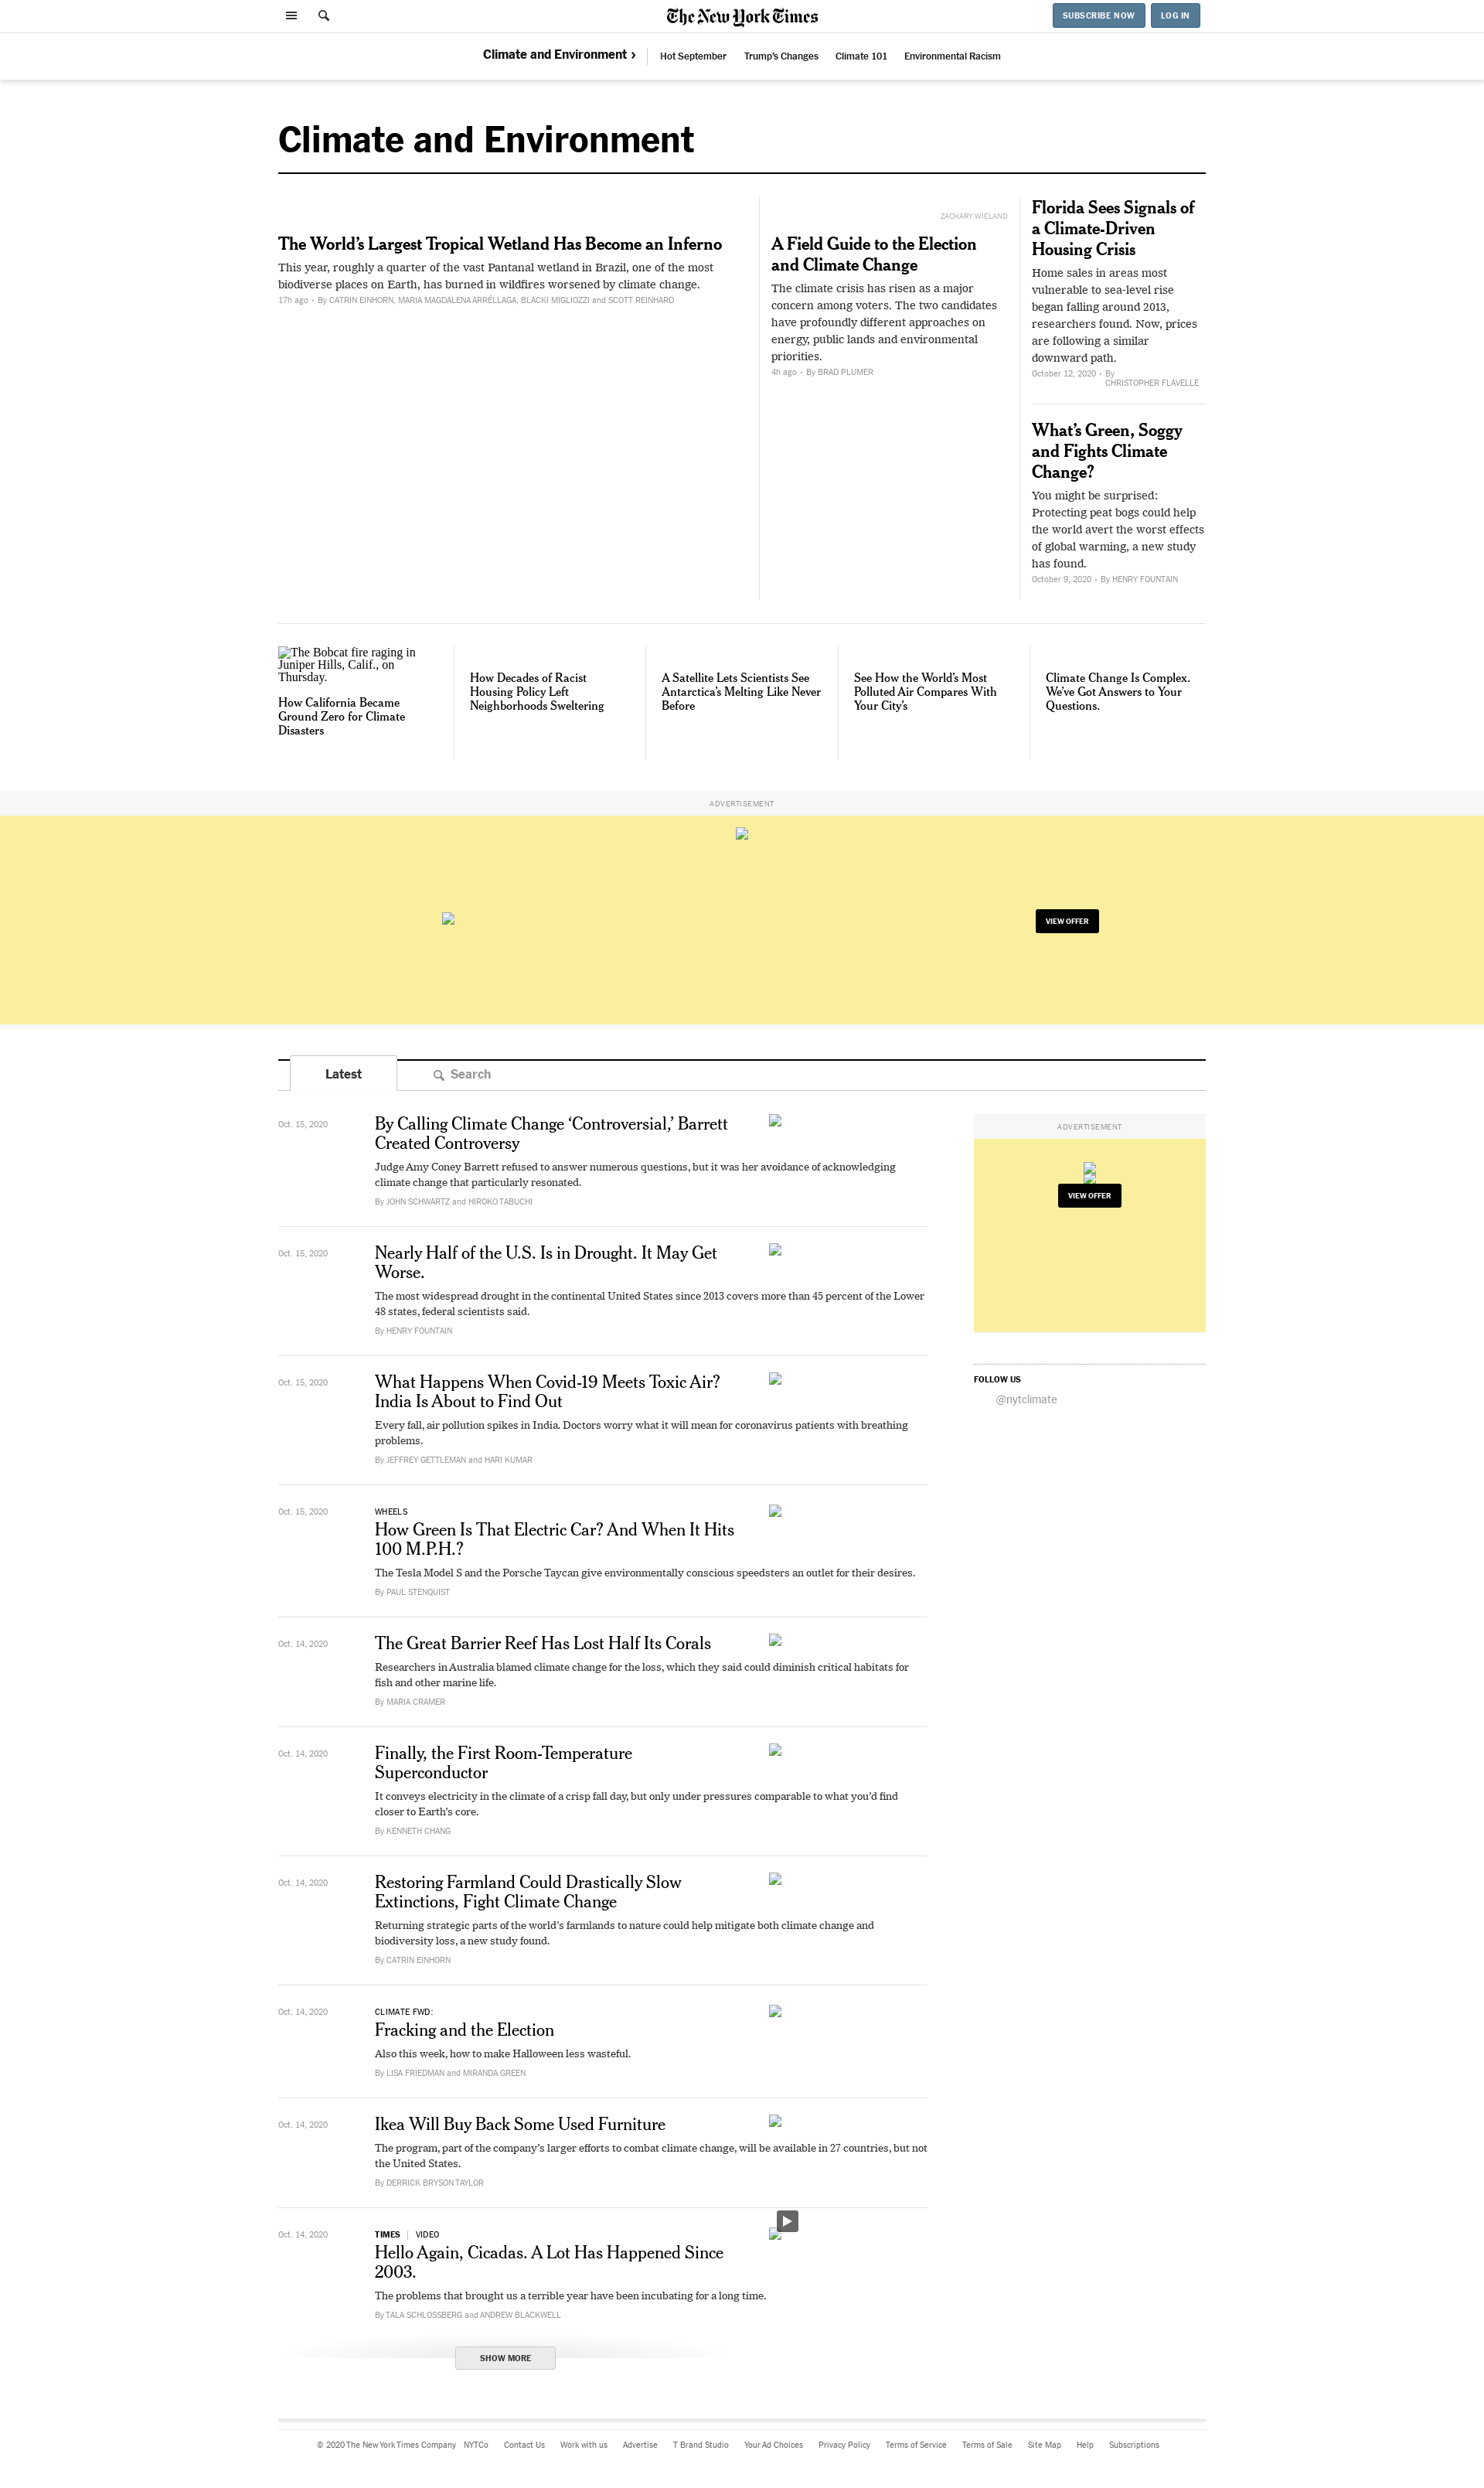 The New York Times
SUBSCRIBE NOW
LOG IN
Climate and Environment ›
Hot September
Trump's Changes
Climate 101
Environmental Racism
Climate and Environment
The World's Largest Tropical Wetland Has Become an Inferno
This year, roughly a quarter of the vast Pantanal wetland in Brazil, one of the most
biodiverse places on Earth, has burned in wildfires worsened by climate change.
17h ago • By CATRIN EINHORN, MARIA MAGDALENA ARRÉLLAGA, BLACKI MIGLIOZZI and SCOTT REINHARD
ZACHARY WIELAND
A Field Guide to the Election
and Climate Change
The climate crisis has risen as a major
concern among voters. The two candidates
have profoundly different approaches on
energy, public lands and environmental
priorities.
4h ago • By BRAD PLUMER
Florida Sees Signals of
a Climate-Driven
Housing Crisis
Home sales in areas most
vulnerable to sea-level rise
began falling around 2013,
researchers found. Now, prices
are following a similar
downward path.
October 12, 2020 • By
CHRISTOPHER FLAVELLE
What's Green, Soggy
and Fights Climate
Change?
You might be surprised:
Protecting peat bogs could help
the world avert the worst effects
of global warming, a new study
has found.
October 9, 2020 • By HENRY FOUNTAIN
The Bobcat fire raging in
Juniper Hills, Calif., on
Thursday.
How California Became
Ground Zero for Climate
Disasters
How Decades of Racist
Housing Policy Left
Neighborhoods Sweltering
A Satellite Lets Scientists See
Antarctica's Melting Like Never
Before
See How the World's Most
Polluted Air Compares With
Your City's
Climate Change Is Complex.
We've Got Answers to Your
Questions.
ADVERTISEMENT
VIEW OFFER
Latest
Search
Oct. 15, 2020
By Calling Climate Change 'Controversial,' Barrett
Created Controversy
Judge Amy Coney Barrett refused to answer numerous questions, but it was her avoidance of acknowledging
climate change that particularly resonated.
By JOHN SCHWARTZ and HIROKO TABUCHI
Oct. 15, 2020
Nearly Half of the U.S. Is in Drought. It May Get
Worse.
The most widespread drought in the continental United States since 2013 covers more than 45 percent of the Lower
48 states, federal scientists said.
By HENRY FOUNTAIN
Oct. 15, 2020
What Happens When Covid-19 Meets Toxic Air?
India Is About to Find Out
Every fall, air pollution spikes in India. Doctors worry what it will mean for coronavirus patients with breathing
problems.
By JEFFREY GETTLEMAN and HARI KUMAR
Oct. 15, 2020
WHEELS
How Green Is That Electric Car? And When It Hits
100 M.P.H.?
The Tesla Model S and the Porsche Taycan give environmentally conscious speedsters an outlet for their desires.
By PAUL STENQUIST
Oct. 14, 2020
The Great Barrier Reef Has Lost Half Its Corals
Researchers in Australia blamed climate change for the loss, which they said could diminish critical habitats for
fish and other marine life.
By MARIA CRAMER
Oct. 14, 2020
Finally, the First Room-Temperature
Superconductor
It conveys electricity in the climate of a crisp fall day, but only under pressures comparable to what you'd find
closer to Earth's core.
By KENNETH CHANG
Oct. 14, 2020
Restoring Farmland Could Drastically Slow
Extinctions, Fight Climate Change
Returning strategic parts of the world's farmlands to nature could help mitigate both climate change and
biodiversity loss, a new study found.
By CATRIN EINHORN
Oct. 14, 2020
CLIMATE FWD:
Fracking and the Election
Also this week, how to make Halloween less wasteful.
By LISA FRIEDMAN and MIRANDA GREEN
Oct. 14, 2020
Ikea Will Buy Back Some Used Furniture
The program, part of the company's larger efforts to combat climate change, will be available in 27 countries, but not
the United States.
By DERRICK BRYSON TAYLOR
Oct. 14, 2020
TIMES | VIDEO
Hello Again, Cicadas. A Lot Has Happened Since
2003.
The problems that brought us a terrible year have been incubating for a long time.
By TALA SCHLOSSBERG and ANDREW BLACKWELL
SHOW MORE
ADVERTISEMENT
VIEW OFFER
FOLLOW US
@nytclimate
© 2020 The New York Times Company
NYTCo
Contact Us
Work with us
Advertise
T Brand Studio
Your Ad Choices
Privacy Policy
Terms of Service
Terms of Sale
Site Map
Help
Subscriptions